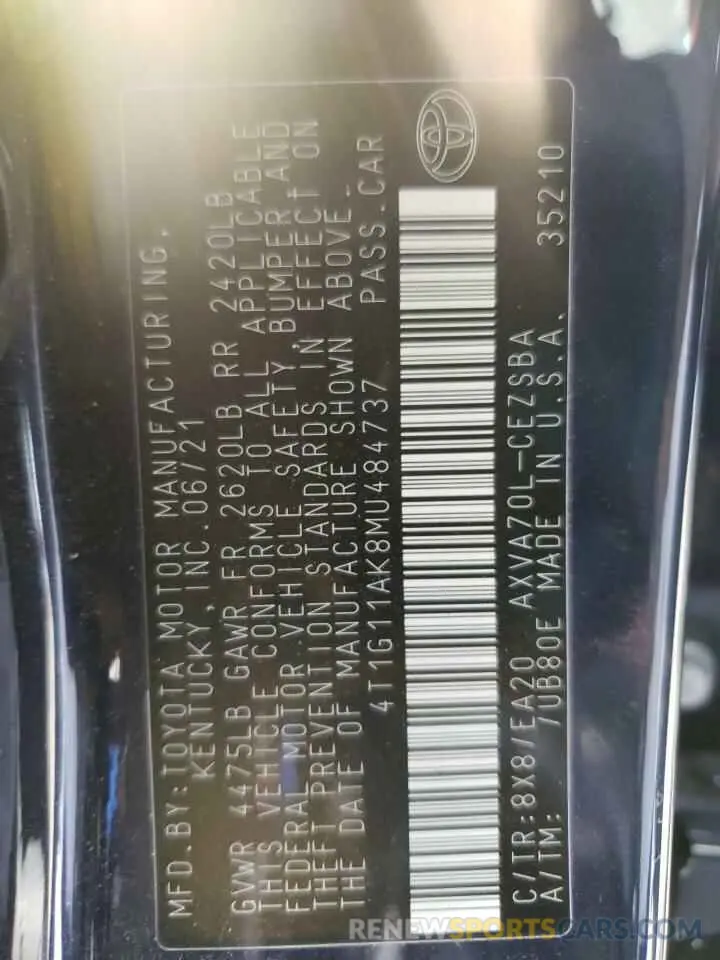 MFD.BY:TOYOTA MOTOR MANUFACTURING,
KENTUCKY, INC.06/21
GVWR 4475LB GAWR FR 2620LB RR 2420LB
THIS VEHICLE CONFORMS TO ALL APPLICABLE
FEDERAL MOTOR VEHICLE SAFETY, BUMPER AND
THEFT PREVENTION STANDARDS IN EFFECT ON
THE DATE OF MANUFACTURE SHOWN ABOVE.
4T1G11AK8MU484737 PASS.CAR
C/TR:8X8/EA20 AXVA70L-CEZSBA 35210
A/TM: /UB80E MADE IN U.S.A.
RENEWSPORTSCARS.COM